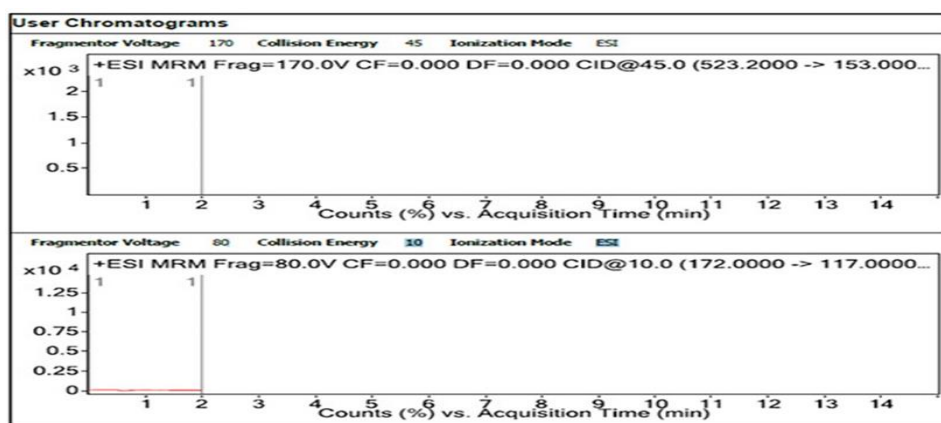 User Chromatograms
Fragmentor Voltage 170 Collision Energy 45 Ionization Mode ESI
x10 3 +ESI MRM Frag=170.0V CF=0.000 DF=0.000 CID@45.0 (523.2000 -> 153.000...
1 1
2
1
1
0.5
1 2 3 4 5 6 7 8 9 10 11 12 13 14
Counts (%) vs. Acquisition Time (min)
Fragmentor Voltage 80 Collision Energy 10 Ionization Mode ESI
x10 4 +ESI MRM Frag=80.0V CF=0.000 DF=0.000 CID@10.0 (172.0000 -> 117.0000...
1 1
1.25
1
0.75
0.5
0.25
0
1 2 3 4 5 6 7 8 9 10 11 12 13 14
Counts (%) vs. Acquisition Time (min)